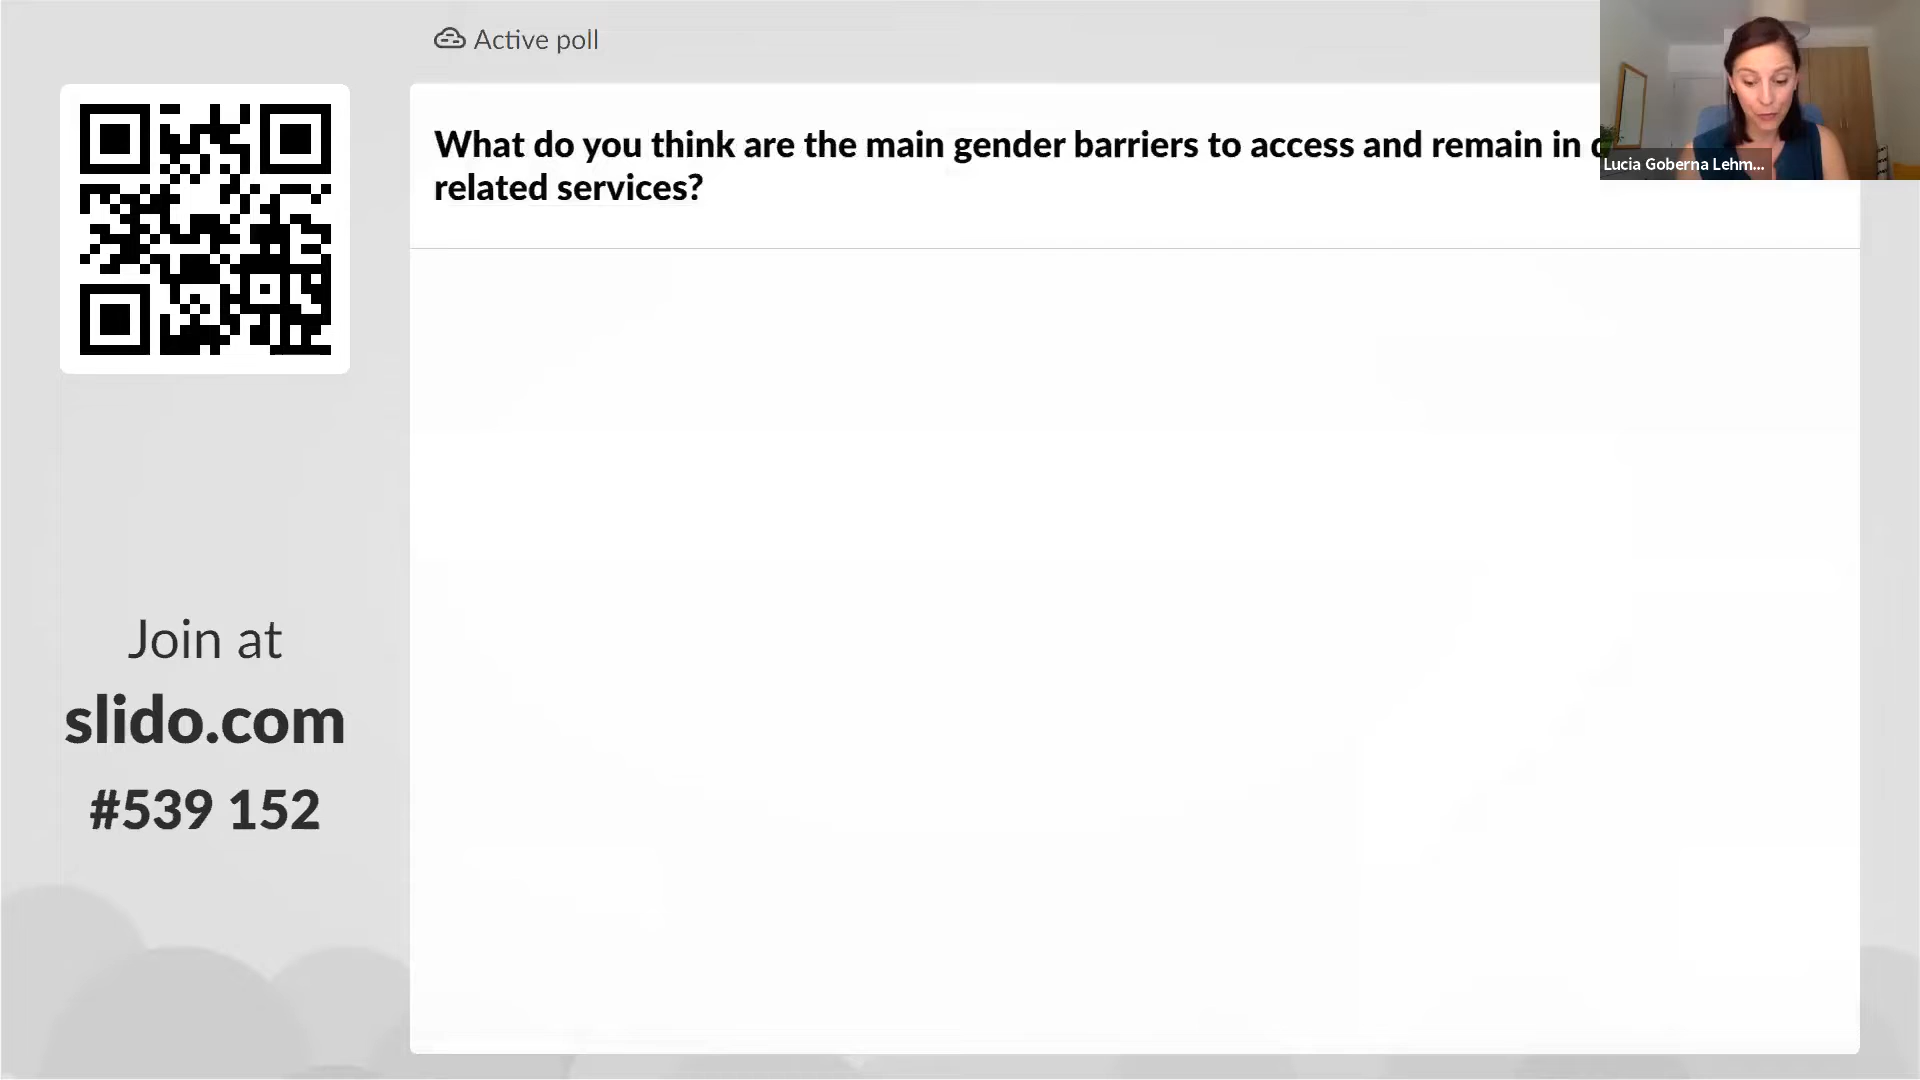 Active poll
What do you think are the main gender barriers to access and remain in
related services?
Lucia Goberna Lehm...
Join at
slido.com
#539 152